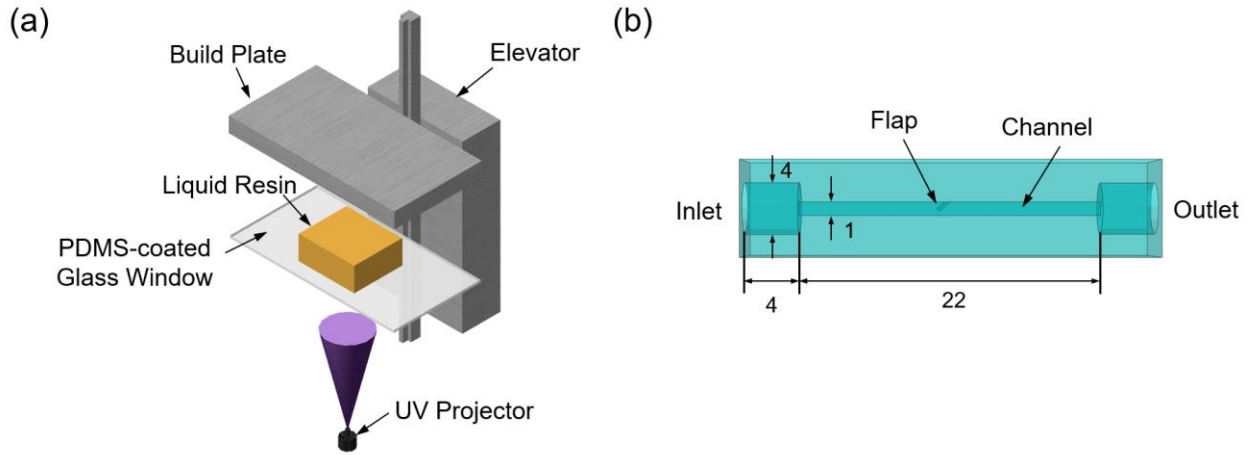 (a)
Build Plate
Elevator
Liquid Resin
PDMS-coated
Glass Window
UV Projector
(b)
Flap
Channel
4
Inlet
Outlet
1
4
22